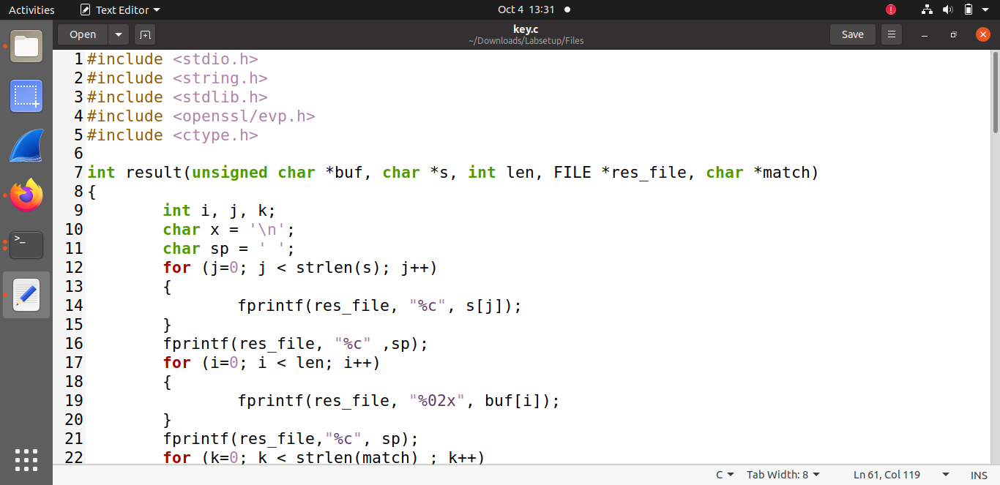 Activities Text Editor Oct 4 13:31
Open key.c Save
~/Downloads/Labsetup/Files
1 #include <stdio.h>
2 #include <string.h>
3 #include <stdlib.h>
4 #include <openssl/evp.h>
5 #include <ctype.h>
6
7 int result(unsigned char *buf, char *s, int len, FILE *res_file, char *match)
8 {
9         int i, j, k;
10         char x = '\n';
11         char sp = ' ';
12         for (j=0; j < strlen(s); j++)
13         {
14                 fprintf(res_file, "%c", s[j]);
15         }
16         fprintf(res_file, "%c" ,sp);
17         for (i=0; i < len; i++)
18         {
19                 fprintf(res_file, "%02x", buf[i]);
20         }
21         fprintf(res_file,"%c", sp);
22         for (k=0; k < strlen(match) ; k++)
C Tab Width: 8 Ln 61, Col 119 INS